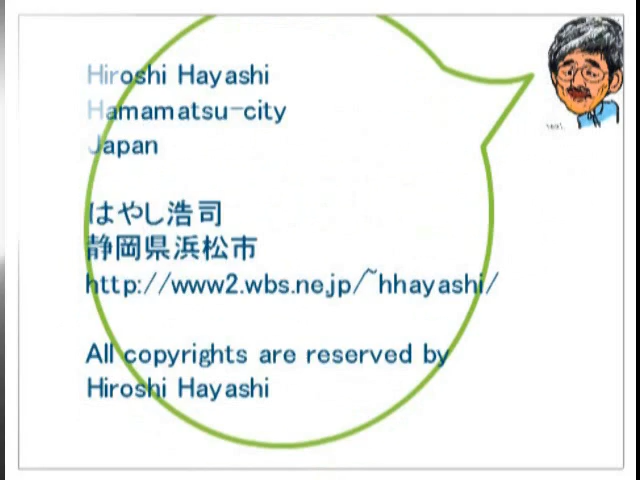 Hiroshi Hayashi
Hamamatsu-city
Japan
はやし浩司
静岡県浜松市
http://www2.wbs.ne.jp/~hhayashi/
All copyrights are reserved by
Hiroshi Hayashi